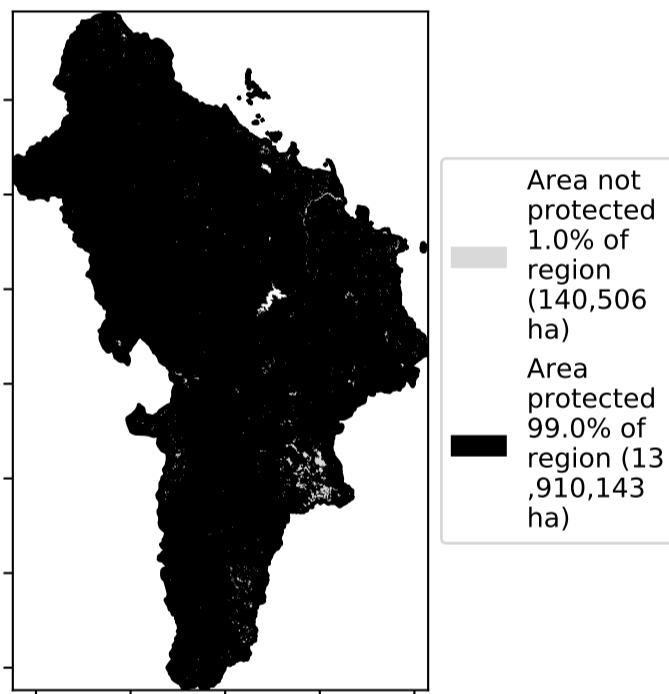 Area not
protected
1.0% of
region
(140,506
ha)
Area
protected
99.0% of
region (13
,910,143
ha)